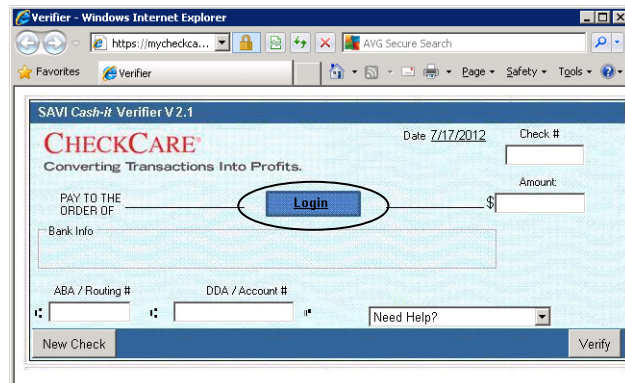 Verifier - Windows Internet Explorer
https://mycheckca...
AVG Secure Search
Favorites
Verifier
Page
Safety
Tools
SAVI Cash-it Verifier V 2.1
CHECKCARE®
Converting Transactions Into Profits.
Date 7/17/2012
Check #
Amount:
PAY TO THE
ORDER OF
Login
$
Bank Info
ABA / Routing #
DDA / Account #
Need Help?
New Check
Verify